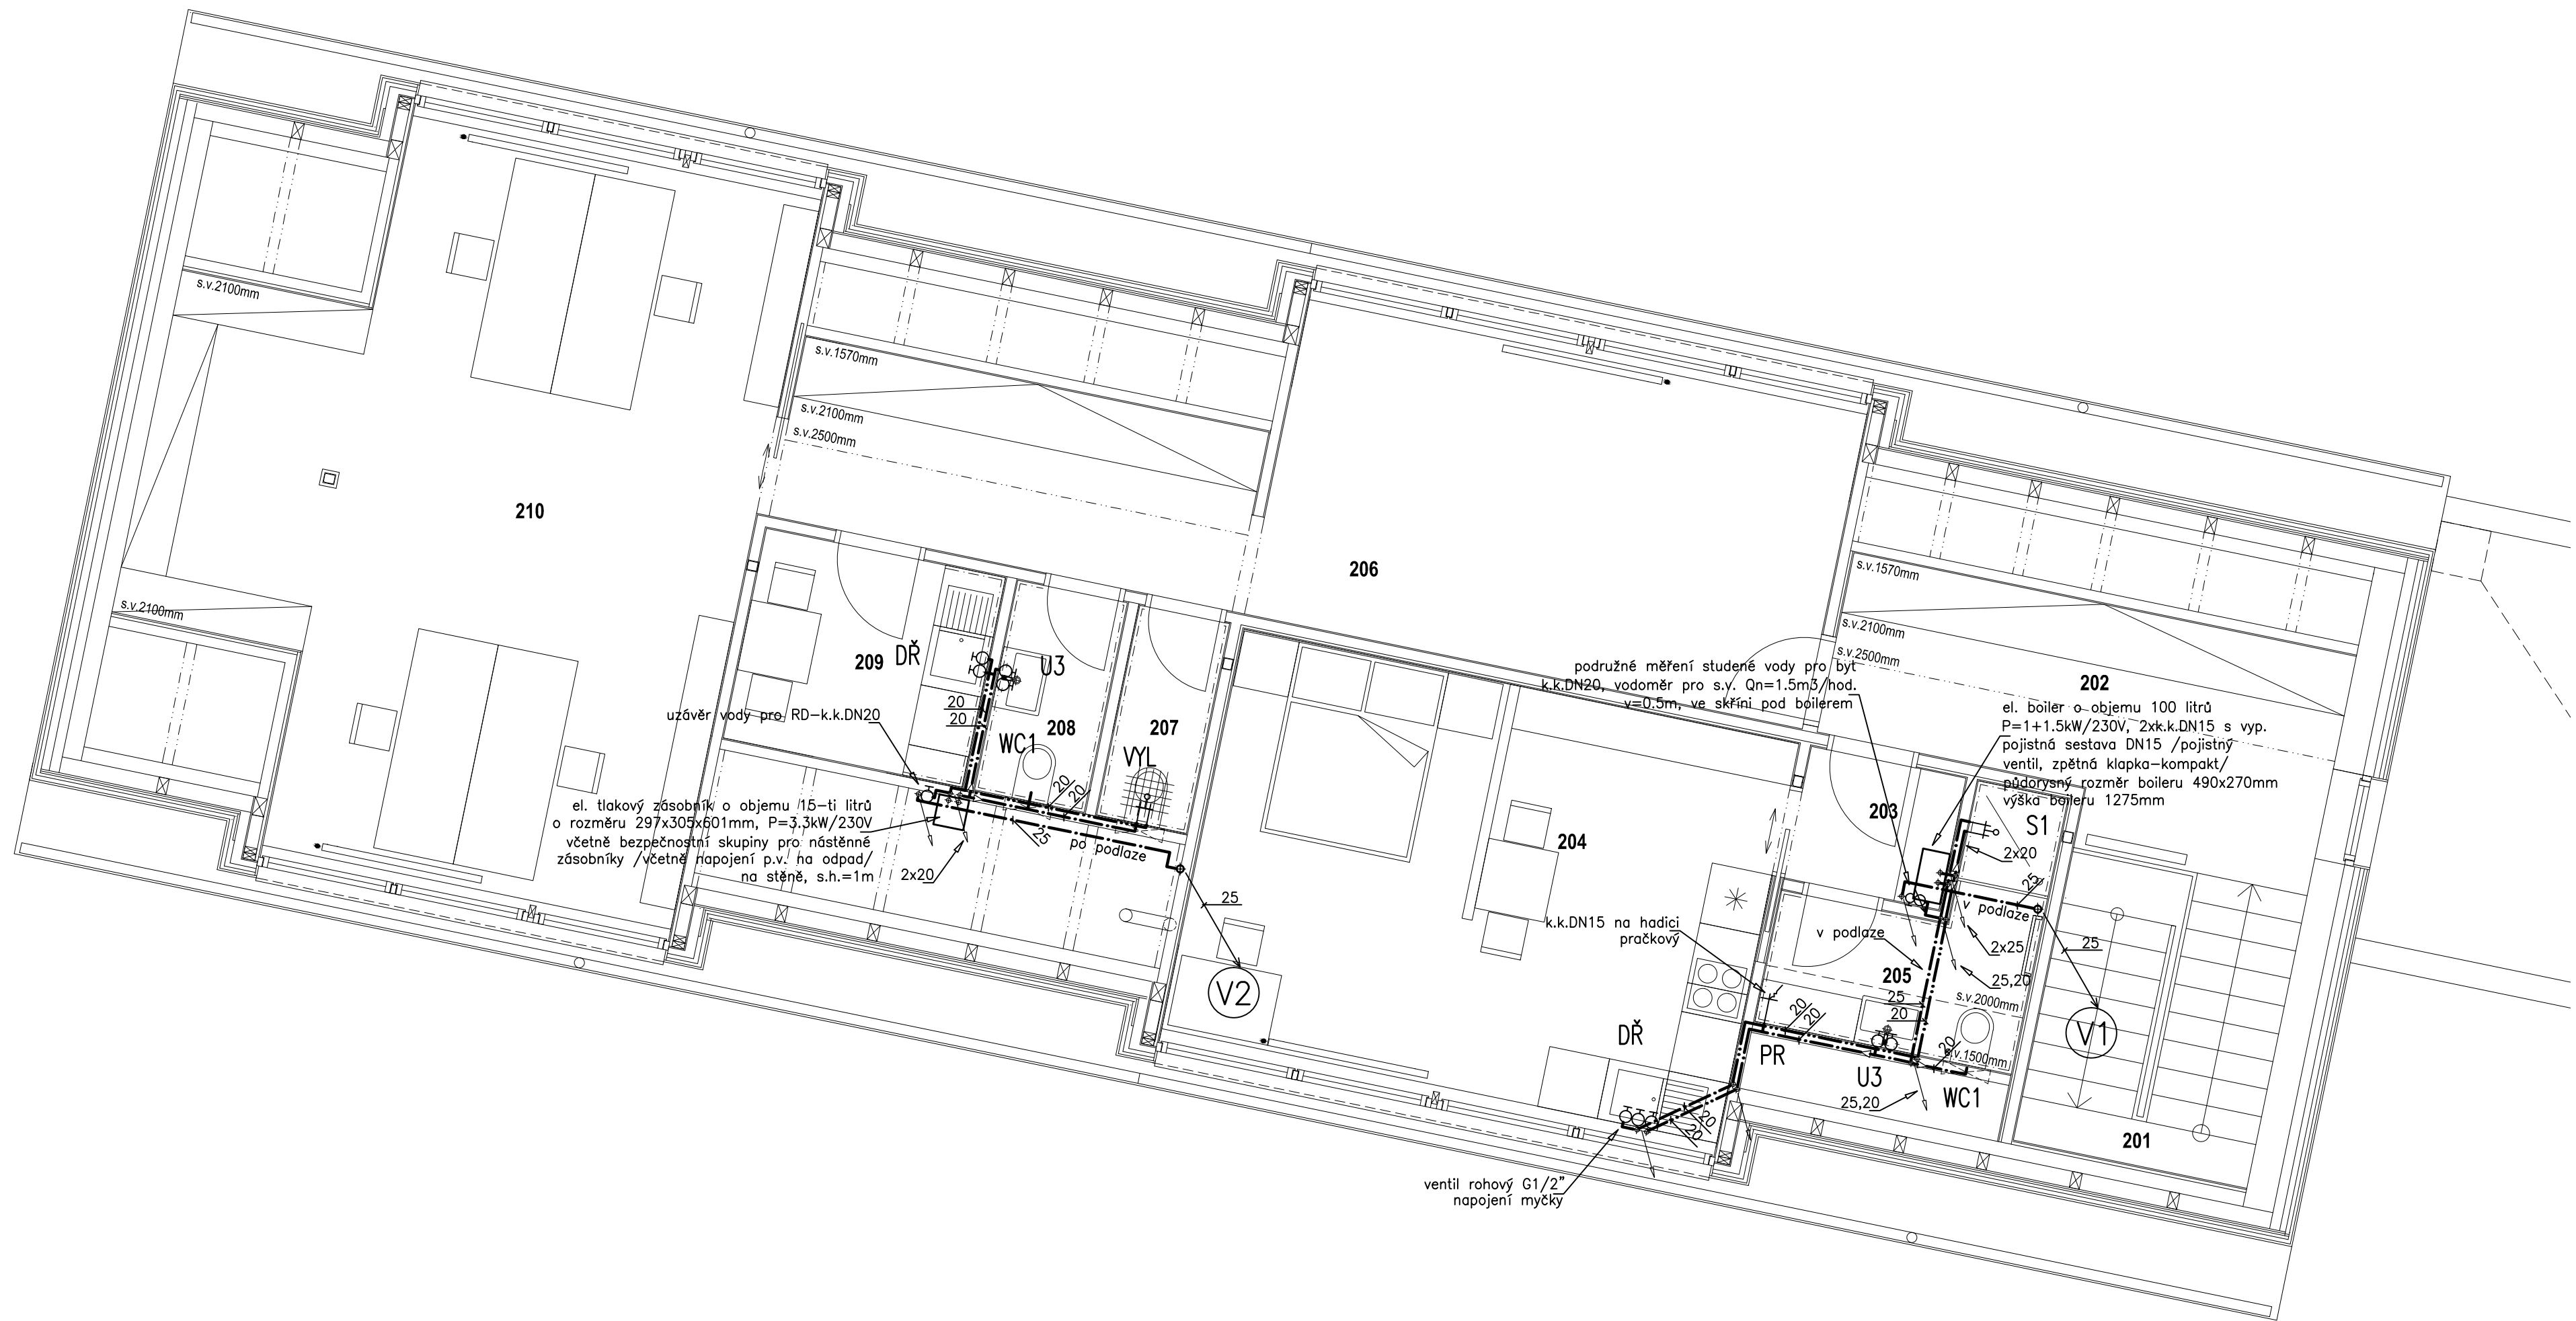 s.v.2100mm
s.v.1570mm
s.v.2100mm
s.v.2500mm
210
206
s.v.1570mm
s.v.2100mm
s.v.2500mm
s.v.2100mm
209
DŘ
U3
20
20
uzávěr vody pro RD-k.k.DN20
WC1
208
207
VYL
20
20
el. tlakový zásobník o objemu 15-ti litrů
o rozměru 297x305x601mm, P=3.3kW/230V
včetně bezpečnostní skupiny pro nástěnné
zásobníky /včetně napojení p.v. na odpad/
na stěně, s.h.=1m
25
po podlaze
2x20
25
V2
podružné měření studené vody pro byt
k.k.DN20, vodoměr pro s.v. Qn=1.5m3/hod.
v=0.5m, ve skříni pod boilerem
202
el. boiler o objemu 100 litrů
P=1+1.5kW/230V, 2xk.k.DN15 s vyp.
pojistná sestava DN15 /pojistný
ventil, zpětná klapka-kompakt/
půdorysný rozměr boileru 490x270mm
výška boileru 1275mm
203
S1
204
2x20
25
v podlaze
k.k.DN15 na hadici
pračkový
v podlaze
2x25
25
205
25,20
25
20
s.v.2000mm
V1
20
20
DŘ
PR
U3
20
s.v.1500mm
WC1
25,20
20
20
201
ventil rohový G1/2"
napojení myčky